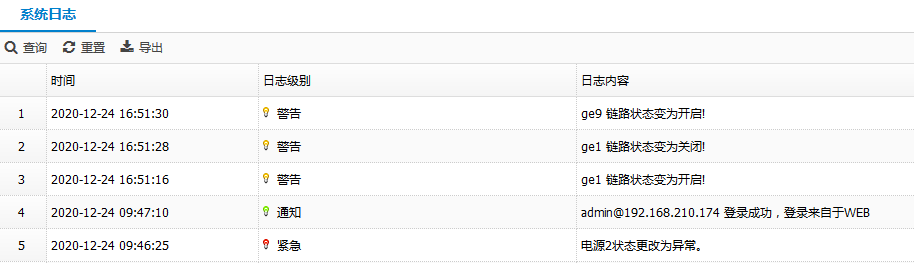 系统日志
查询 重置 导出
时间 日志级别 日志内容
1 2020-12-24 16:51:30 警告 ge9 链路状态变为开启!
2 2020-12-24 16:51:28 警告 ge1 链路状态变为关闭!
3 2020-12-24 16:51:16 警告 ge1 链路状态变为开启!
4 2020-12-24 09:47:10 通知 admin@192.168.210.174 登录成功，登录来自于WEB
5 2020-12-24 09:46:25 紧急 电源2状态更改为异常。